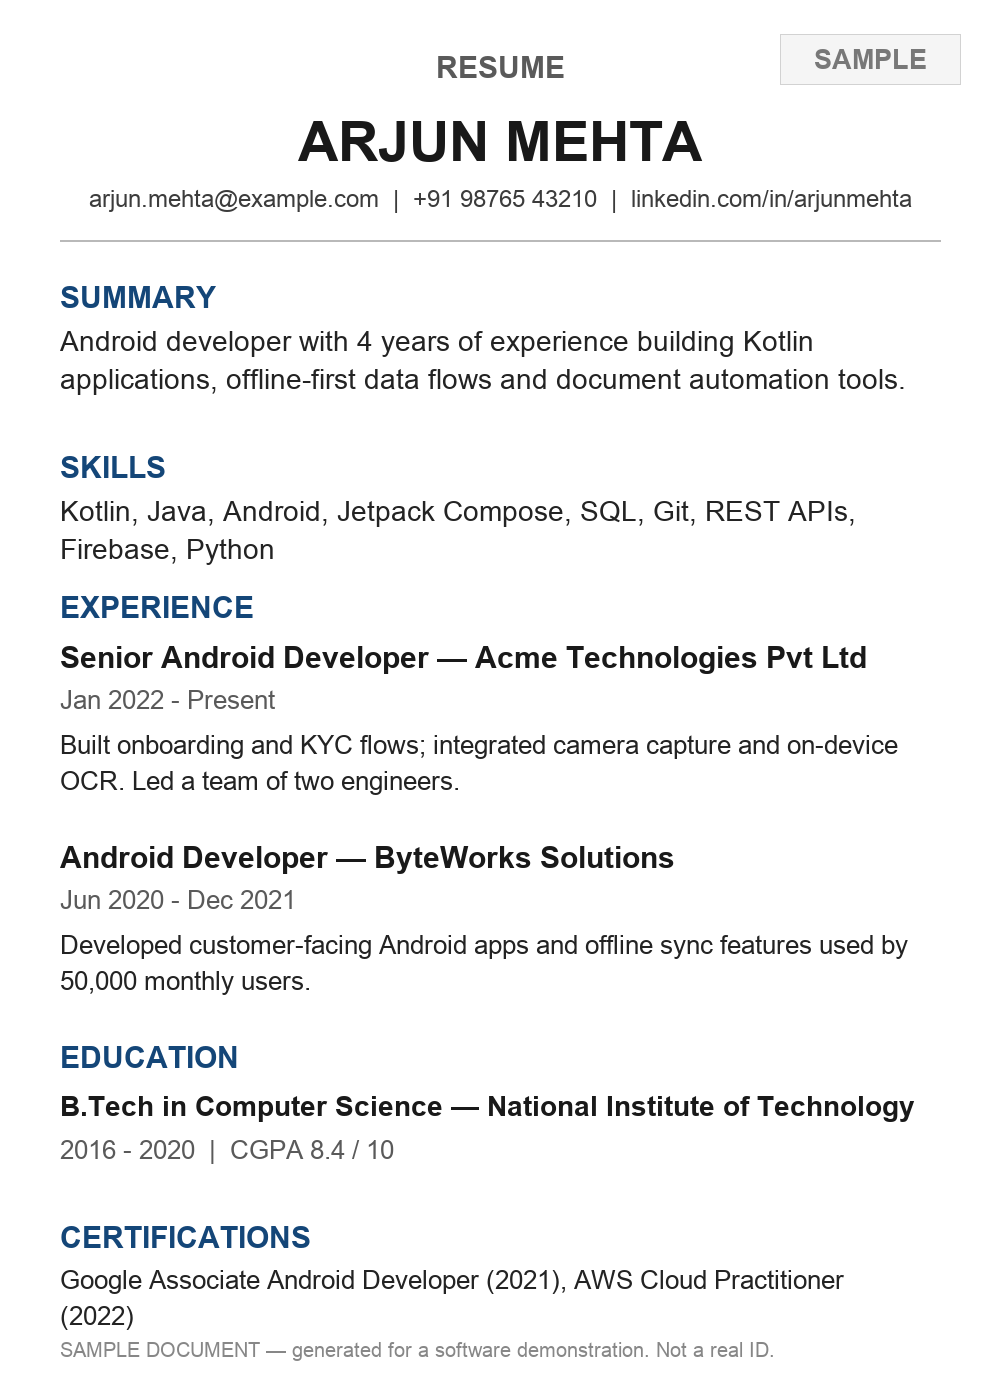 RESUME
SAMPLE
ARJUN MEHTA
arjun.mehta@example.com | +91 98765 43210 | linkedin.com/in/arjunmehta
SUMMARY
Android developer with 4 years of experience building Kotlin
applications, offline-first data flows and document automation tools.
SKILLS
Kotlin, Java, Android, Jetpack Compose, SQL, Git, REST APIs,
Firebase, Python
EXPERIENCE
Senior Android Developer — Acme Technologies Pvt Ltd
Jan 2022 - Present
Built onboarding and KYC flows; integrated camera capture and on-device
OCR. Led a team of two engineers.
Android Developer — ByteWorks Solutions
Jun 2020 - Dec 2021
Developed customer-facing Android apps and offline sync features used by
50,000 monthly users.
EDUCATION
B.Tech in Computer Science — National Institute of Technology
2016 - 2020 | CGPA 8.4 / 10
CERTIFICATIONS
Google Associate Android Developer (2021), AWS Cloud Practitioner
(2022)
SAMPLE DOCUMENT — generated for a software demonstration. Not a real ID.